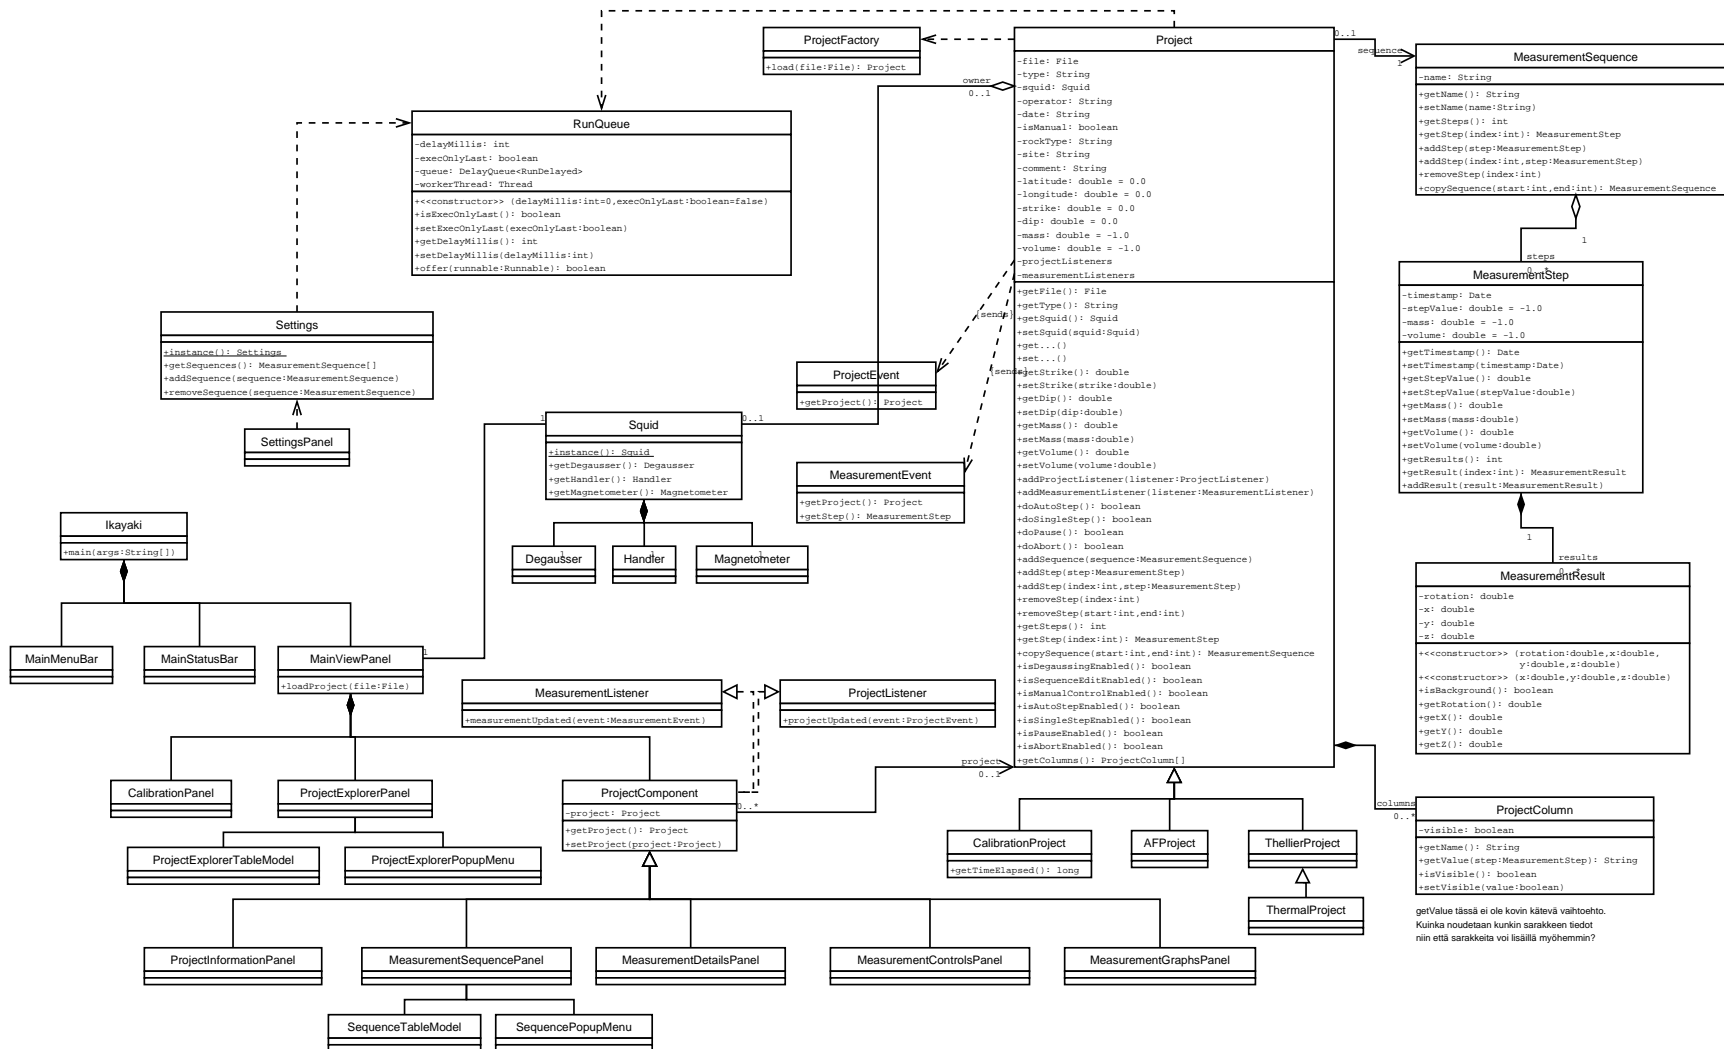 ProjectFactory
+load(file:File): Project
Project
-file: File
-type: String
-squid: Squid
-operator: String
-date: String
-isManual: boolean
-rockType: String
-site: String
-comment: String
-latitude: double = 0.0
-longitude: double = 0.0
-strike: double = 0.0
-dip: double = 0.0
-mass: double = -1.0
-volume: double = -1.0
-projectListeners
-measurementListeners
+getFile(): File
+getType(): String
+getSquid(): Squid
+setSquid(squid:Squid)
+get...()
+set...()
+getStrike(): double
+setStrike(strike:double)
+getDip(): double
+setDip(dip:double)
+getMass(): double
+setMass(mass:double)
+getVolume(): double
+setVolume(volume:double)
+addProjectListener(listener:ProjectListener)
+addMeasurementListener(listener:MeasurementListener)
+doAutoStep(): boolean
+doSingleStep(): boolean
+doPause(): boolean
+doAbort(): boolean
+addSequence(sequence:MeasurementSequence)
+addStep(step:MeasurementStep)
+addStep(index:int,step:MeasurementStep)
+removeStep(index:int)
+removeStep(start:int,end:int)
+getSteps(): int
+getStep(index:int): MeasurementStep
+copySequence(start:int,end:int): MeasurementSequence
+isDegaussingEnabled(): boolean
+isSequenceEditEnabled(): boolean
+isManualControlEnabled(): boolean
+isAutoStepEnabled(): boolean
+isSingleStepEnabled(): boolean
+isPauseEnabled(): boolean
+isAbortEnabled(): boolean
+getColumns(): ProjectColumn[]
0..1
sequence
1
MeasurementSequence
-name: String
+getName(): String
+setName(name:String)
+getSteps(): int
+getStep(index:int): MeasurementStep
+addStep(step:MeasurementStep)
+addStep(index:int,step:MeasurementStep)
+removeStep(index:int)
+copySequence(start:int,end:int): MeasurementSequence
1
steps
0..*
MeasurementStep
-timestamp: Date
-stepValue: double = -1.0
-mass: double = -1.0
-volume: double = -1.0
+getTimestamp(): Date
+setTimestamp(timestamp:Date)
+getStepValue(): double
+setStepValue(stepValue:double)
+getMass(): double
+setMass(mass:double)
+getVolume(): double
+setVolume(volume:double)
+getResults(): int
+getResult(index:int): MeasurementResult
+addResult(result:MeasurementResult)
1
results
0..*
MeasurementResult
-rotation: double
-x: double
-y: double
-z: double
+<<constructor>> (rotation:double,x:double,
y:double,z:double)
+<<constructor>> (x:double,y:double,z:double)
+isBackground(): boolean
+getRotation(): double
+getX(): double
+getY(): double
+getZ(): double
columns
0..*
ProjectColumn
-visible: boolean
+getName(): String
+getValue(step:MeasurementStep): String
+isVisible(): boolean
+setVisible(value:boolean)
getValue tässä ei ole kovin kätevä vaihtoehto.
Kuinka noudetaan kunkin sarakkeen tiedot
niin että sarakkeita voi lisäillä myöhemmin?
owner
0..1
RunQueue
-delayMillis: int
-execOnlyLast: boolean
-queue: DelayQueue<RunDelayed>
-workerThread: Thread
+<<constructor>> (delayMillis:int=0,execOnlyLast:boolean=false)
+isExecOnlyLast(): boolean
+setExecOnlyLast(execOnlyLast:boolean)
+getDelayMillis(): int
+setDelayMillis(delayMillis:int)
+offer(runnable:Runnable): boolean
Settings
+instance(): Settings
+getSequences(): MeasurementSequence[]
+addSequence(sequence:MeasurementSequence)
+removeSequence(sequence:MeasurementSequence)
SettingsPanel
{sends}
ProjectEvent
+getProject(): Project
{sends}
MeasurementEvent
+getProject(): Project
+getStep(): MeasurementStep
1
0..1
Squid
+instance(): Squid
+getDegausser(): Degausser
+getHandler(): Handler
+getMagnetometer(): Magnetometer
1
Degausser
1
Handler
1
Magnetometer
Ikayaki
+main(args:String[])
MainMenuBar
MainStatusBar
MainViewPanel
+loadProject(file:File)
1
MeasurementListener
+measurementUpdated(event:MeasurementEvent)
ProjectListener
+projectUpdated(event:ProjectEvent)
CalibrationPanel
ProjectExplorerPanel
ProjectExplorerTableModel
ProjectExplorerPopupMenu
ProjectComponent
-project: Project
+getProject(): Project
+setProject(project:Project)
0..*
project
0..1
CalibrationProject
+getTimeElapsed(): long
AFProject
ThellierProject
ThermalProject
ProjectInformationPanel
MeasurementSequencePanel
MeasurementDetailsPanel
MeasurementControlsPanel
MeasurementGraphsPanel
SequenceTableModel
SequencePopupMenu